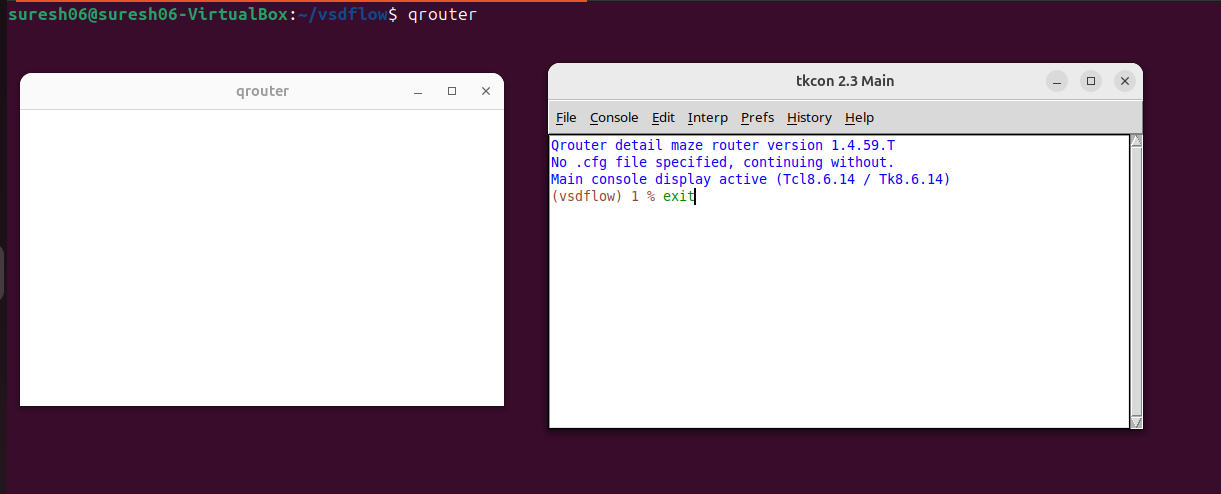 suresh06@suresh06-VirtualBox:~/vsdflow$ qrouter
qrouter
tkcon 2.3 Main
File Console Edit Interp Prefs History Help
Qrouter detail maze router version 1.4.59.T
No .cfg file specified, continuing without.
Main console display active (Tcl8.6.14 / Tk8.6.14)
(vsdflow) 1 % exit